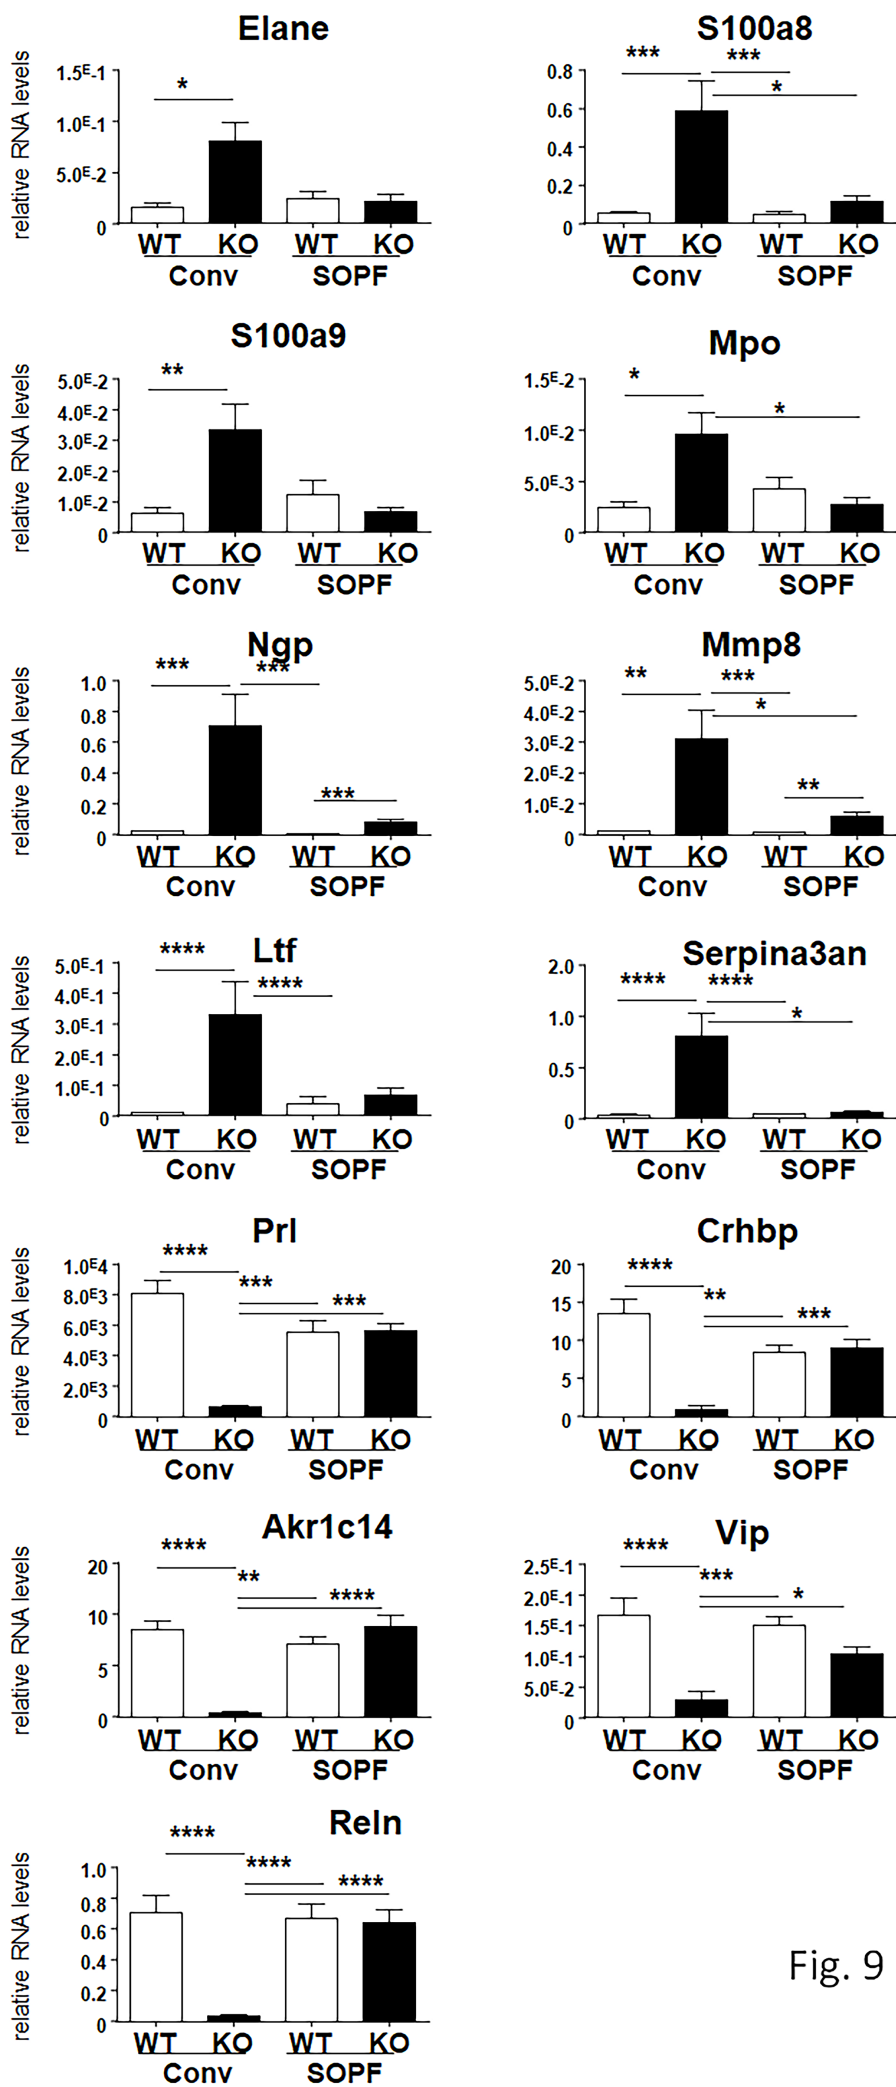 Elane
relative RNA levels
1.5E-1
1.0E-1
5.0E-2
0
*
WT KO WT KO
Conv SOPF
S100a8
0.8
0.6
0.4
0.2
0
*** ***
*
WT KO WT KO
Conv SOPF
S100a9
relative RNA levels
5.0E-2
4.0E-2
3.0E-2
2.0E-2
1.0E-2
0
**
WT KO WT KO
Conv SOPF
Mpo
1.5E-2
1.0E-2
5.0E-3
0
*
*
WT KO WT KO
Conv SOPF
Ngp
relative RNA levels
1.0
0.8
0.6
0.4
0.2
0
*** ***
***
WT KO WT KO
Conv SOPF
Mmp8
5.0E-2
4.0E-2
3.0E-2
2.0E-2
1.0E-2
0
** ***
*
**
WT KO WT KO
Conv SOPF
Ltf
relative RNA levels
5.0E-1
4.0E-1
3.0E-1
2.0E-1
1.0E-1
0
****
****
WT KO WT KO
Conv SOPF
Serpina3an
2.0
1.0
0.5
0
**** ****
*
WT KO WT KO
Conv SOPF
Prl
relative RNA levels
1.0E4
8.0E3
6.0E3
4.0E3
2.0E3
0
****
***
***
WT KO WT KO
Conv SOPF
Crhbp
20
15
10
5
0
****
**
***
WT KO WT KO
Conv SOPF
Akr1c14
relative RNA levels
20
10
5
0
****
**
****
WT KO WT KO
Conv SOPF
Vip
2.5E-1
2.0E-1
1.5E-1
1.0E-1
5.0E-2
0
****
***
*
WT KO WT KO
Conv SOPF
Reln
relative RNA levels
1.0
0.8
0.6
0.4
0.2
0
****
****
****
WT KO WT KO
Conv SOPF
Fig. 9